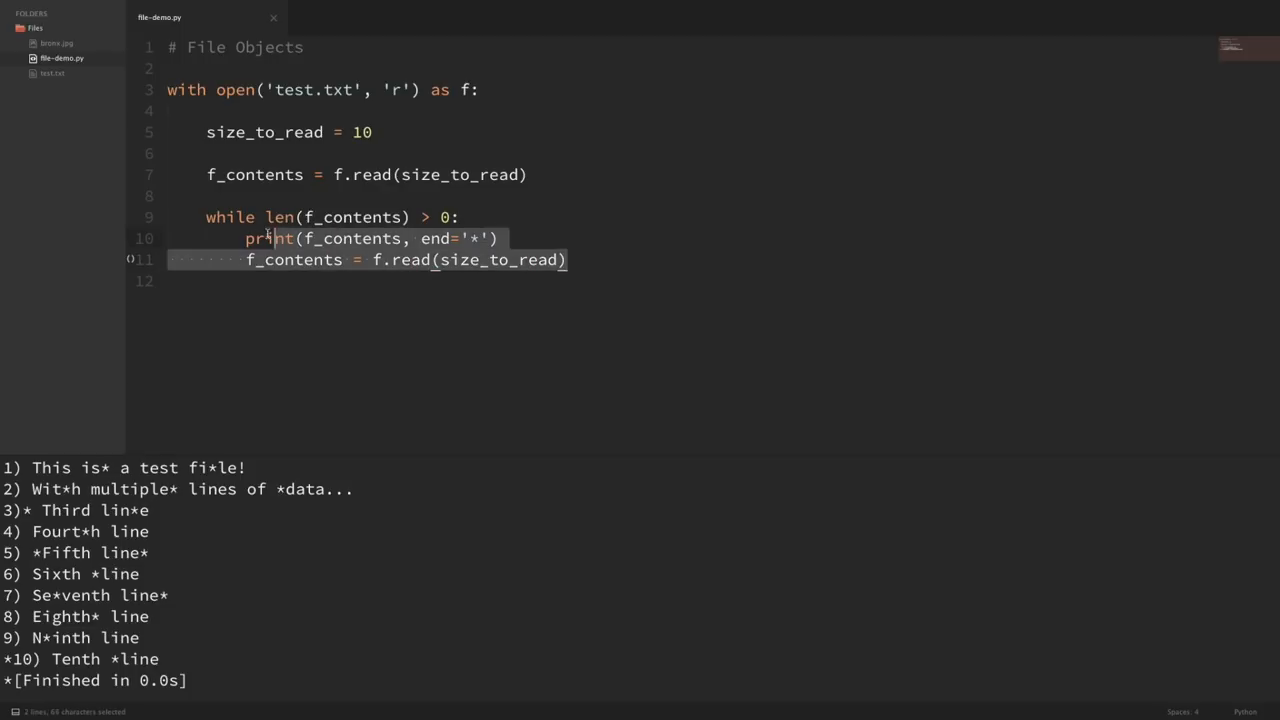 FOLDERS
Files
bronx.jpg
file-demo.py
test.txt
file-demo.py
1 # File Objects
2
3 with open('test.txt', 'r') as f:
4
5 size_to_read = 10
6
7 f_contents = f.read(size_to_read)
8
9 while len(f_contents) > 0:
10 print(f_contents, end='*')
11 f_contents = f.read(size_to_read)
12
1) This is* a test fi*le!
2) Wit*h multiple* lines of *data...
3)* Third lin*e
4) Fourt*h line
5) *Fifth line*
6) Sixth *line
7) Se*venth line*
8) Eighth* line
9) N*inth line
*10) Tenth *line
*[Finished in 0.0s]
2 lines, 69 characters selected
Spaces: 4
Python